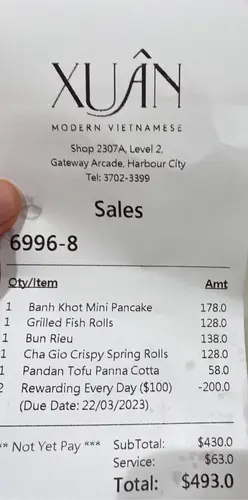 XUÂN
MODERN VIETNAMESE
Shop 2307A, Level 2,
Gateway Arcade, Harbour City
Tel: 3702-3399
Sales
6996-8
Qty/Item Amt
1 Banh Khot Mini Pancake 178.0
1 Grilled Fish Rolls 128.0
1 Bun Rieu 138.0
1 Cha Gio Crispy Spring Rolls 128.0
1 Pandan Tofu Panna Cotta 58.0
2 Rewarding Every Day ($100) -200.0
(Due Date: 22/03/2023)
** Not Yet Pay *** SubTotal: $430.0
Service: $63.0
Total: $493.0